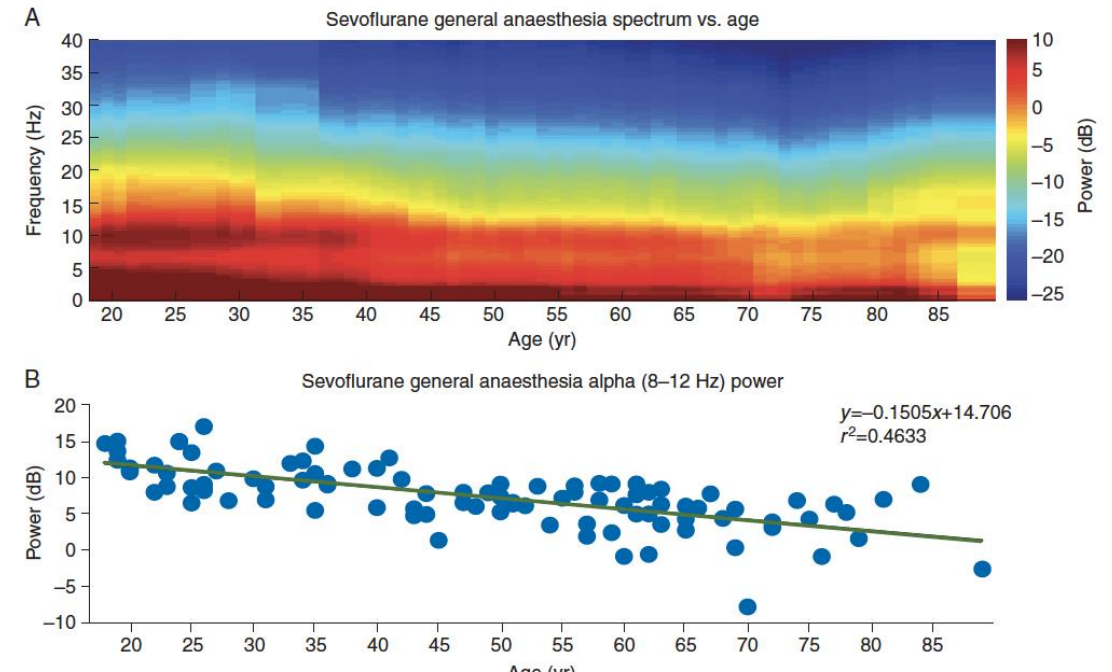 A
Sevoflurane general anaesthesia spectrum vs. age
40
35
30
25
20
15
10
5
0
Frequency (Hz)
20 25 30 35 40 45 50 55 60 65 70 75 80 85
Age (yr)
10
5
0
−5
−10
−15
−20
−25
Power (dB)
B
Sevoflurane general anaesthesia alpha (8–12 Hz) power
y=−0.1505x+14.706
r²=0.4633
20
15
10
5
0
−5
−10
Power (dB)
20 25 30 35 40 45 50 55 60 65 70 75 80 85
Age (yr)